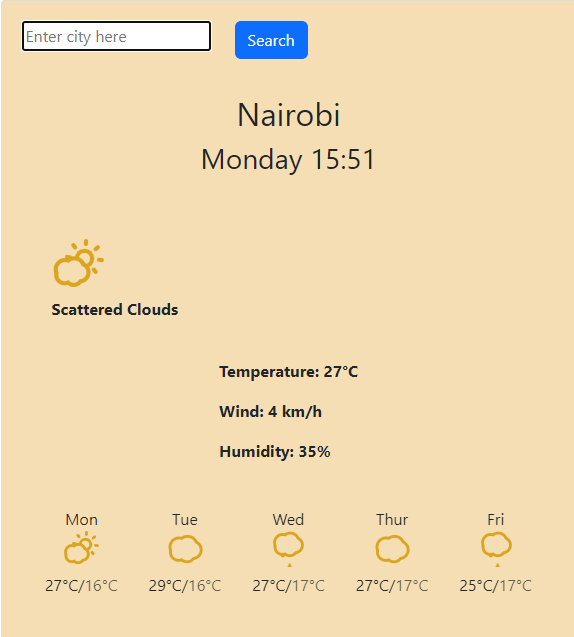 Enter city here Search
Nairobi
Monday 15:51
Scattered Clouds
Temperature: 27°C
Wind: 4 km/h
Humidity: 35%
Mon Tue Wed Thur Fri
27°C/16°C 29°C/16°C 27°C/17°C 27°C/17°C 25°C/17°C